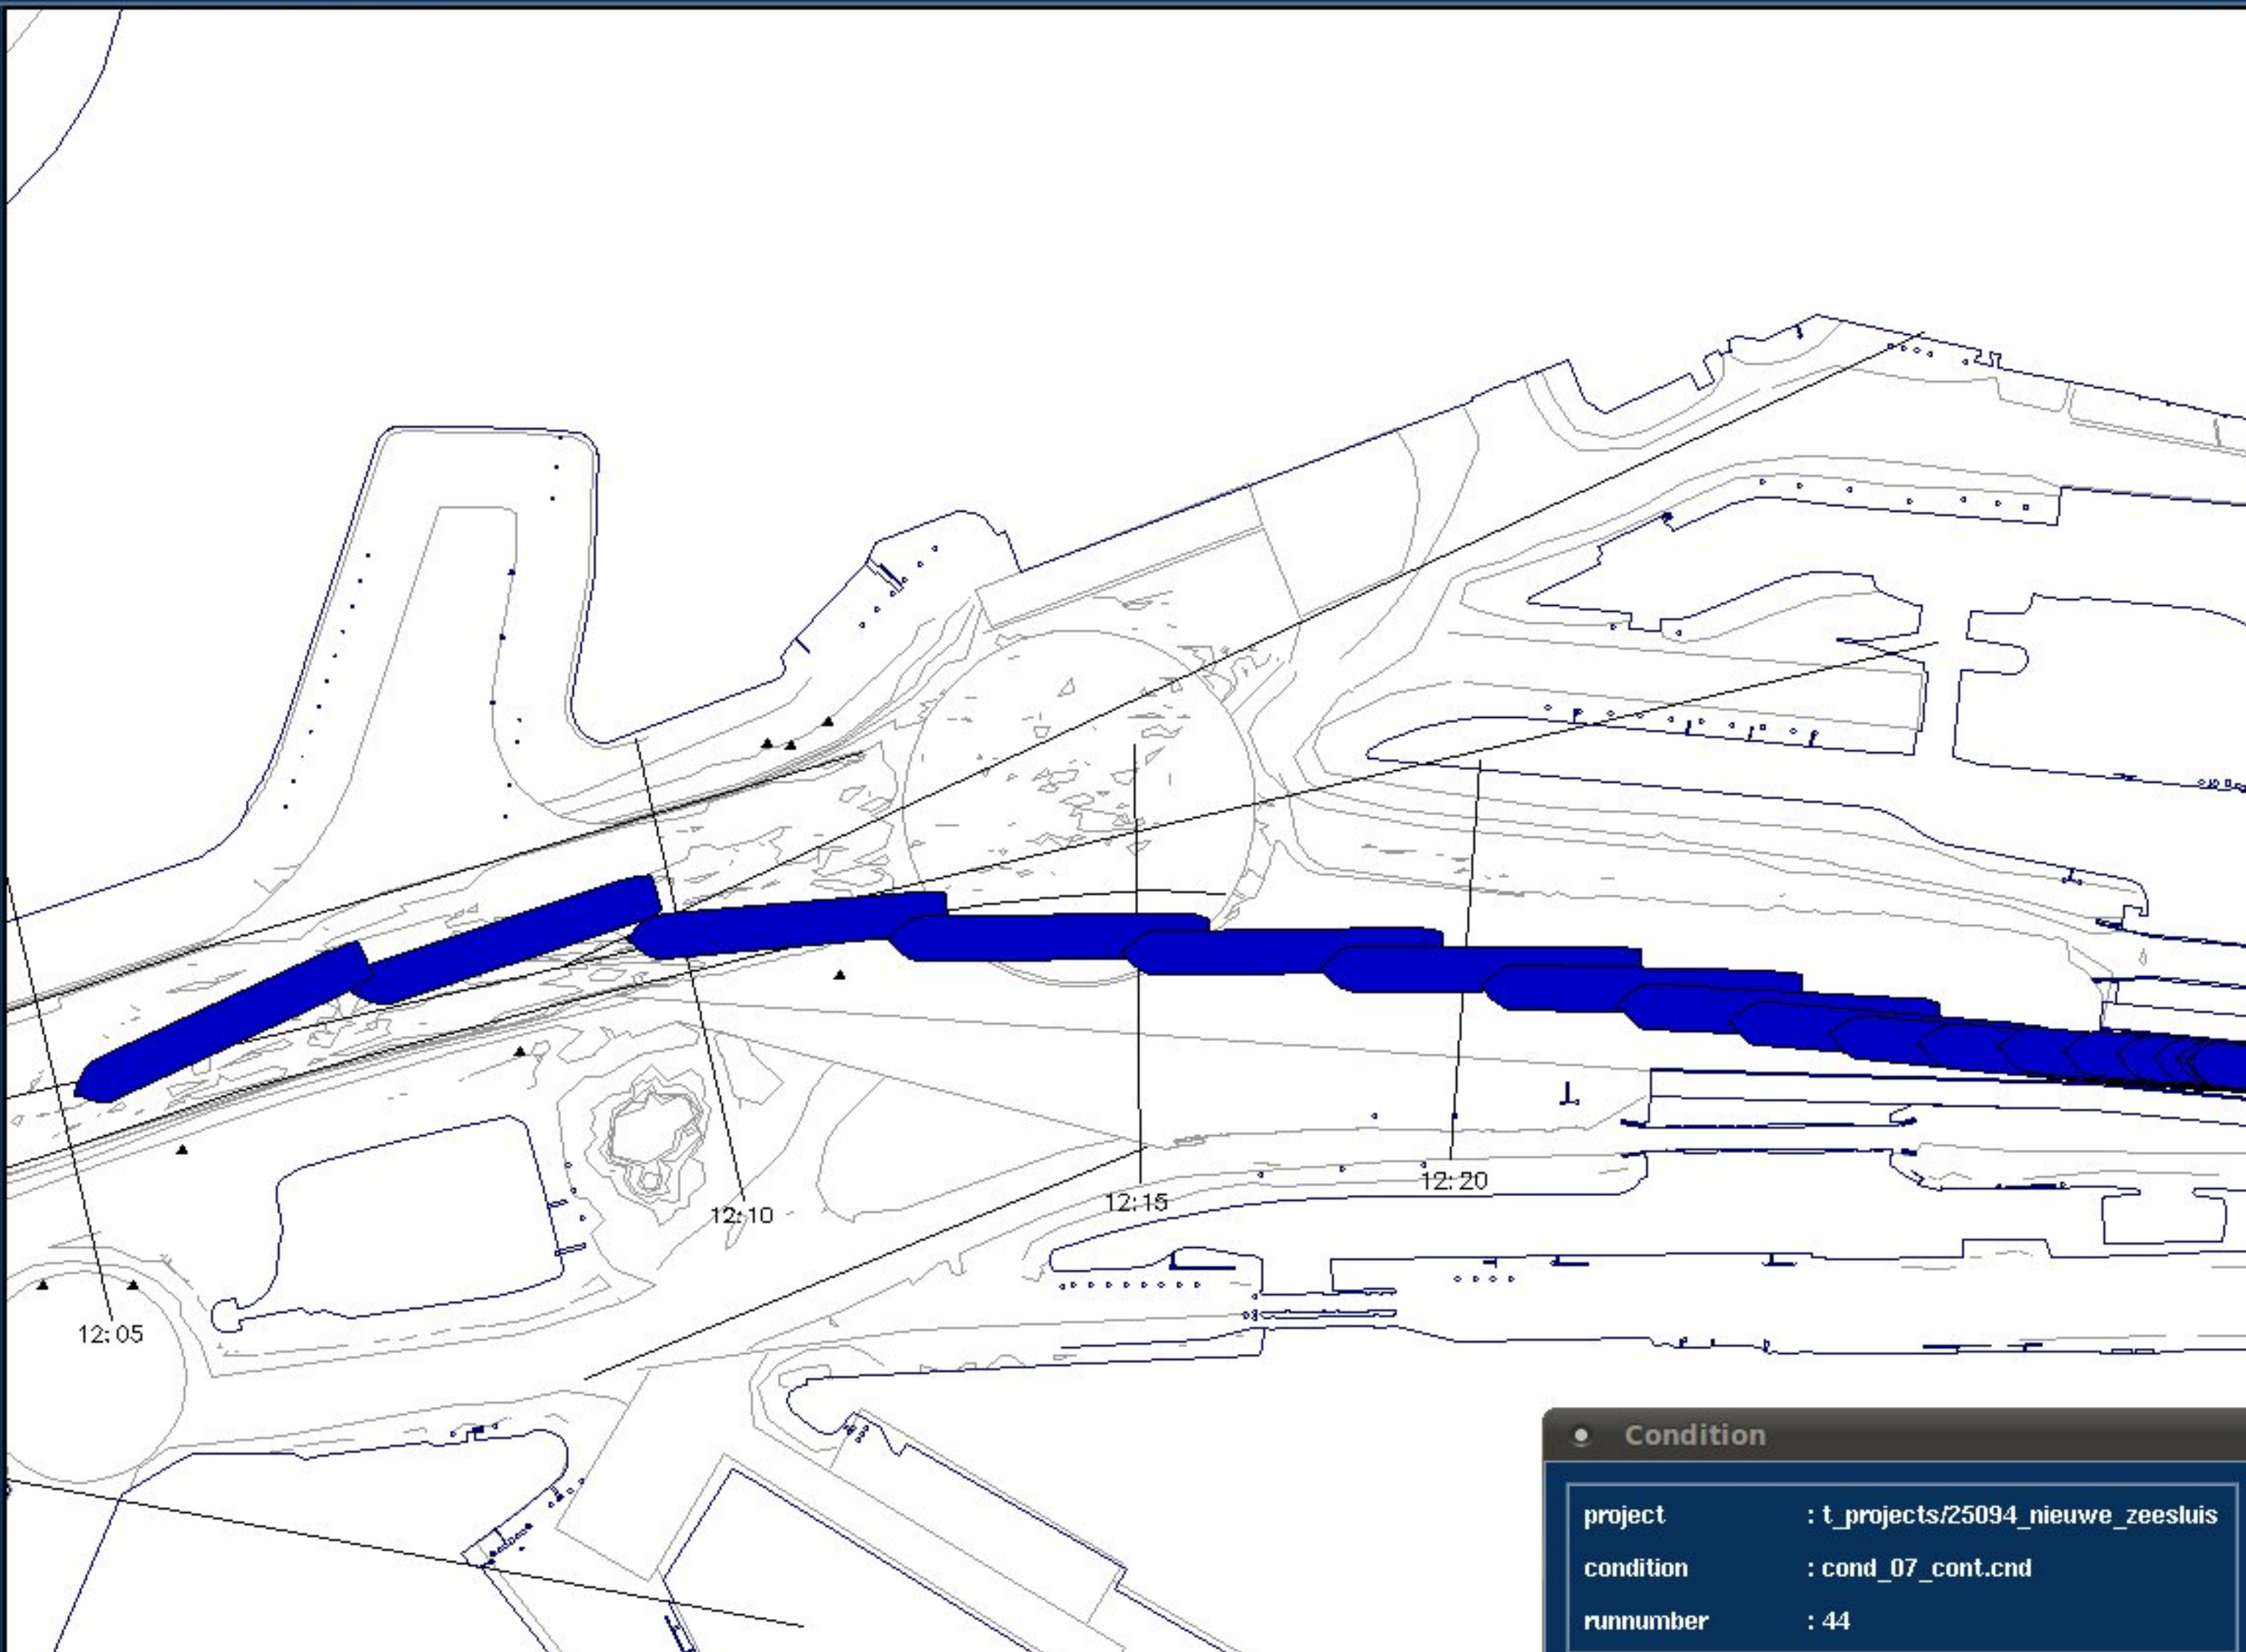 12:20
12:15
12:10
12:05
Condition
project : t_projects/25094_nieuwe_zeesluis
condition : cond_07_cont.cnd
runnumber : 44